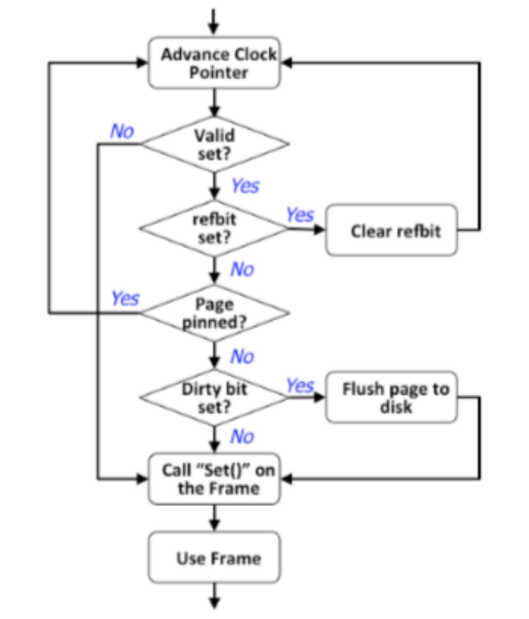 Advance Clock
Pointer
No
Valid
set?
Yes
refbit
set?
Yes
Clear refbit
No
Yes
Page
pinned?
No
Dirty bit
set?
Yes
Flush page to
disk
No
Call “Set()” on
the Frame
Use Frame